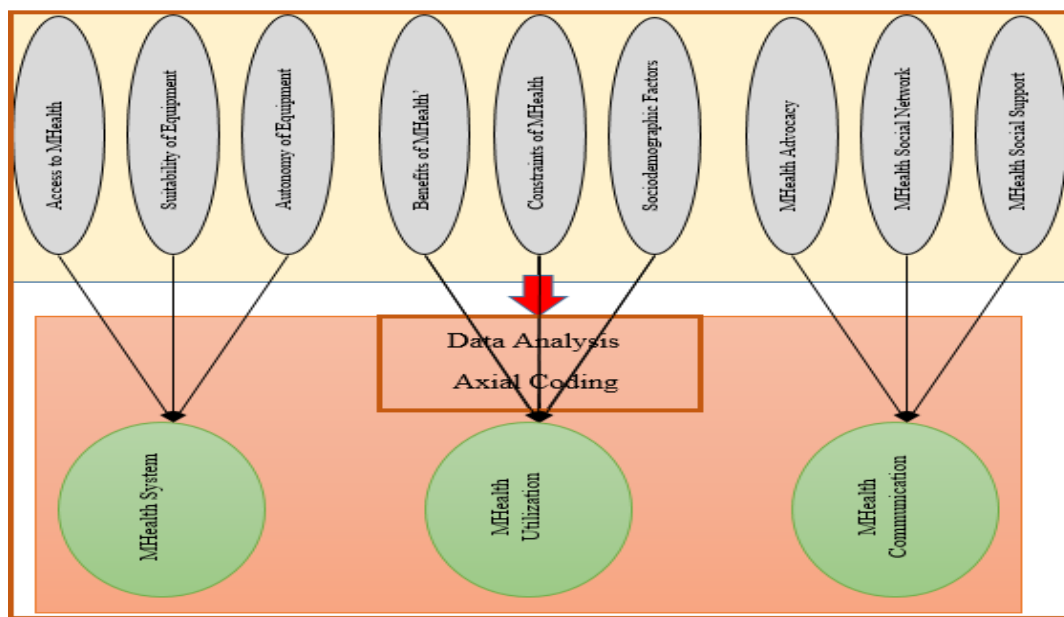 Access to MHealth
Suitability of Equipment
Autonomy of Equipment
Benefits of MHealth'
Constraints of MHealth
Sociodemographic Factors
MHealth Advocacy
MHealth Social Network
MHealth Social Support
Data Analysis
Axial Coding
MHealth System
MHealth
Utilization
MHealth
Communication